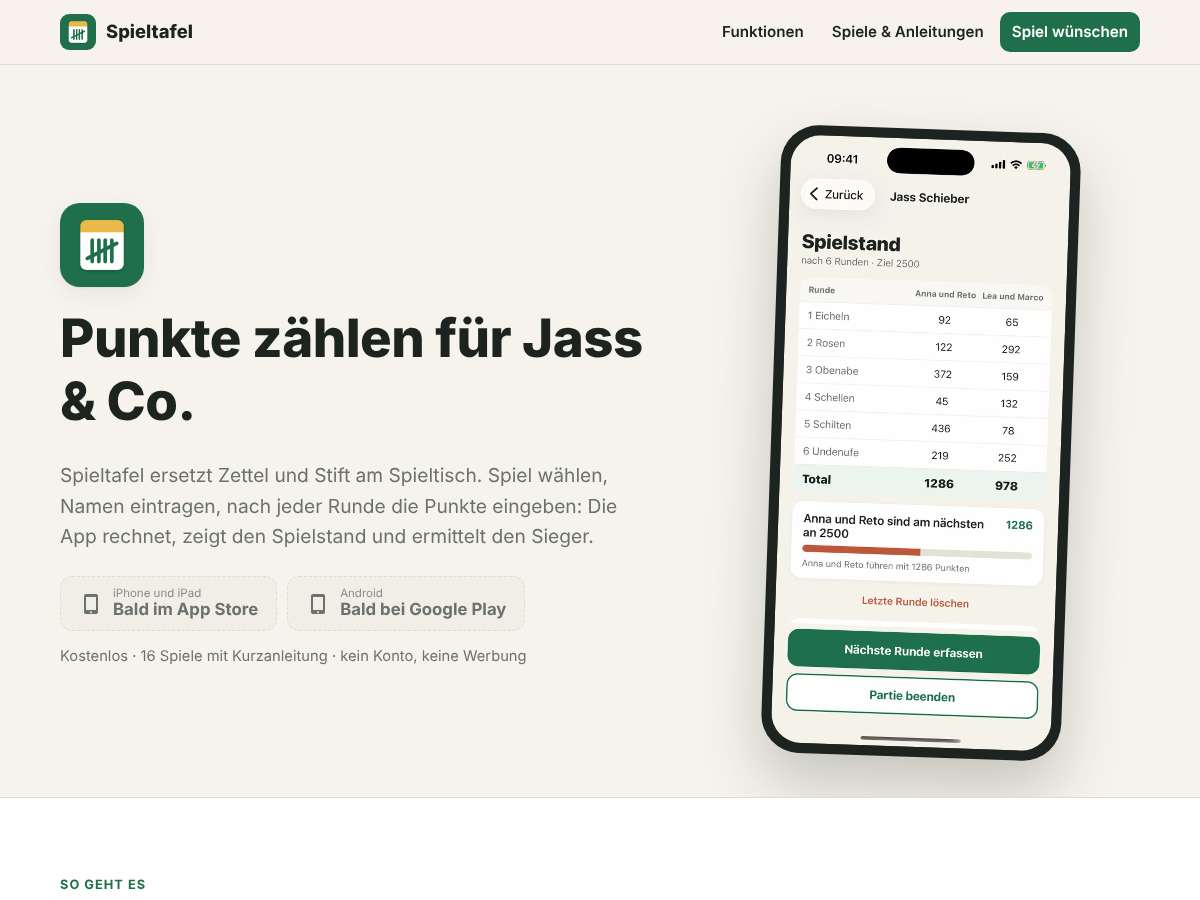 Spieltafel
Funktionen
Spiele & Anleitungen
Spiel wünschen
Punkte zählen für Jass
& Co.
Spieltafel ersetzt Zettel und Stift am Spieltisch. Spiel wählen,
Namen eintragen, nach jeder Runde die Punkte eingeben: Die
App rechnet, zeigt den Spielstand und ermittelt den Sieger.
iPhone und iPad
Bald im App Store
Android
Bald bei Google Play
Kostenlos · 16 Spiele mit Kurzanleitung · kein Konto, keine Werbung
09:41
Zurück
Jass Schieber
Spielstand
nach 6 Runden · Ziel 2500
Runde Anna und Reto Lea und Marco
1 Eicheln 92 65
2 Rosen 122 292
3 Obenabe 372 159
4 Schellen 45 132
5 Schilten 436 78
6 Undenufe 219 252
Total 1286 978
Anna und Reto sind am nächsten 1286
an 2500
Anna und Reto führen mit 1286 Punkten
Letzte Runde löschen
Nächste Runde erfassen
Partie beenden
SO GEHT ES